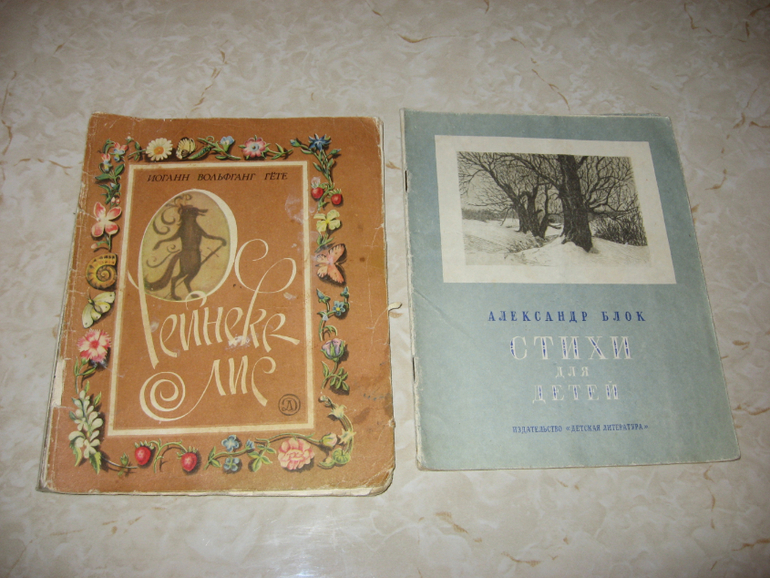 ИОГАНН ВОЛЬФГАНГ ГЁТЕ
Рейнеке
лис
АЛЕКСАНДР БЛОК
СТИХИ
ДЛЯ
ДЕТЕЙ
ИЗДАТЕЛЬСТВО «ДЕТСКАЯ ЛИТЕРАТУРА»